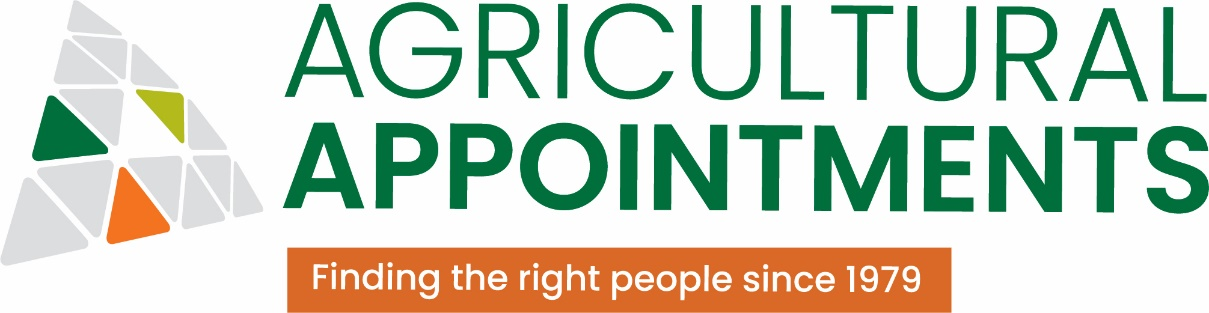 AGRICULTURAL
APPOINTMENTS
Finding the right people since 1979